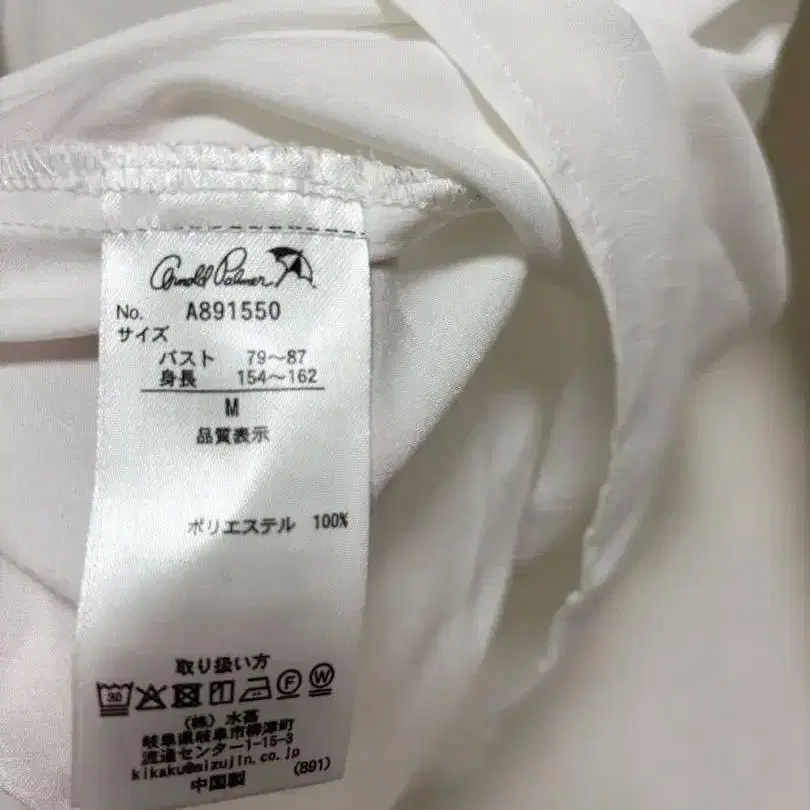 Arnold Palmer
No. A891550
サイズ
バスト 79～87
身長 154～162
M
品質表示
ポリエステル 100%
取り扱い方
30
F W
(株) 水甚
岐阜県岐阜市柳津町
流通センター1-15-3
kikaku@mizujin.co.jp
中国製 (891)